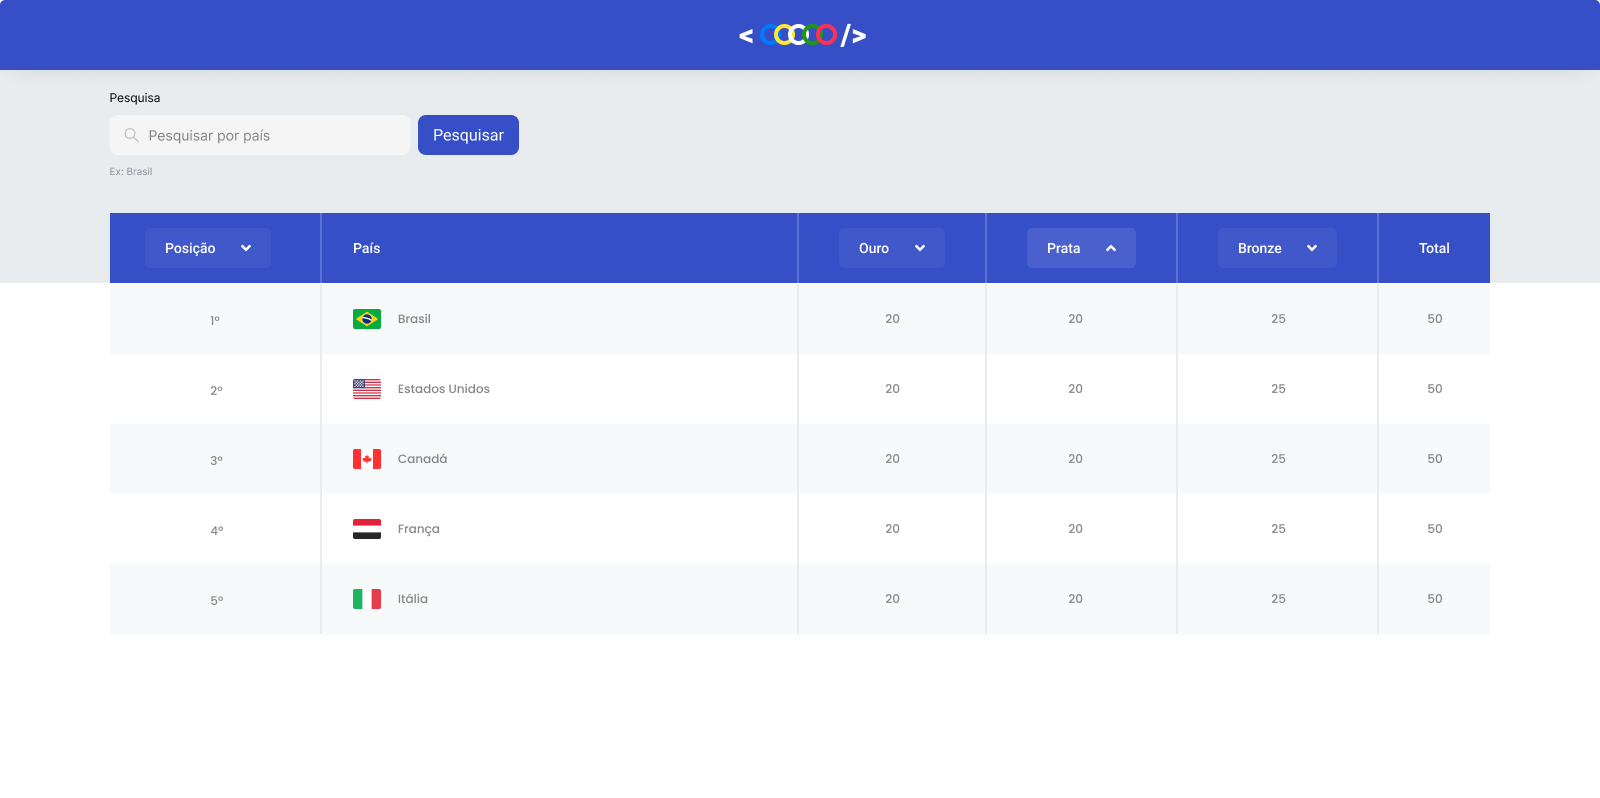 Pesquisa
Pesquisar por país
Pesquisar
Ex: Brasil
Posição País Ouro Prata Bronze Total
1º Brasil 20 20 25 50
2º Estados Unidos 20 20 25 50
3º Canadá 20 20 25 50
4º França 20 20 25 50
5º Itália 20 20 25 50